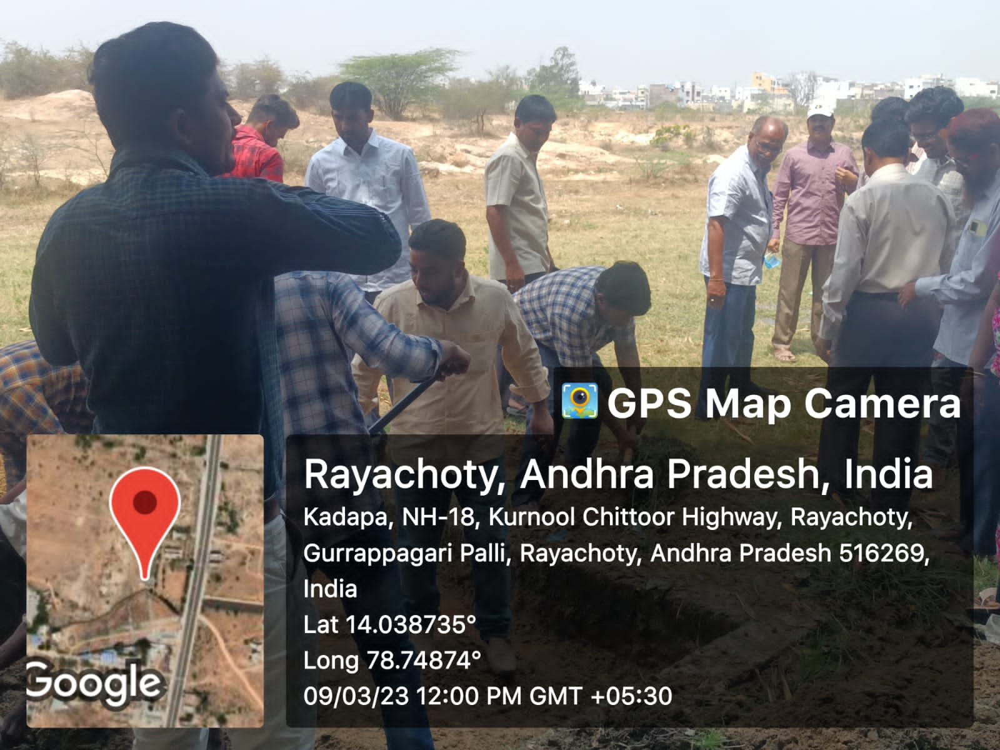 GPS Map Camera
Rayachoty, Andhra Pradesh, India
Kadapa, NH-18, Kurnool Chittoor Highway, Rayachoty,
Gurrappagari Palli, Rayachoty, Andhra Pradesh 516269,
India
Lat 14.038735°
Long 78.74874°
09/03/23 12:00 PM GMT +05:30
Google